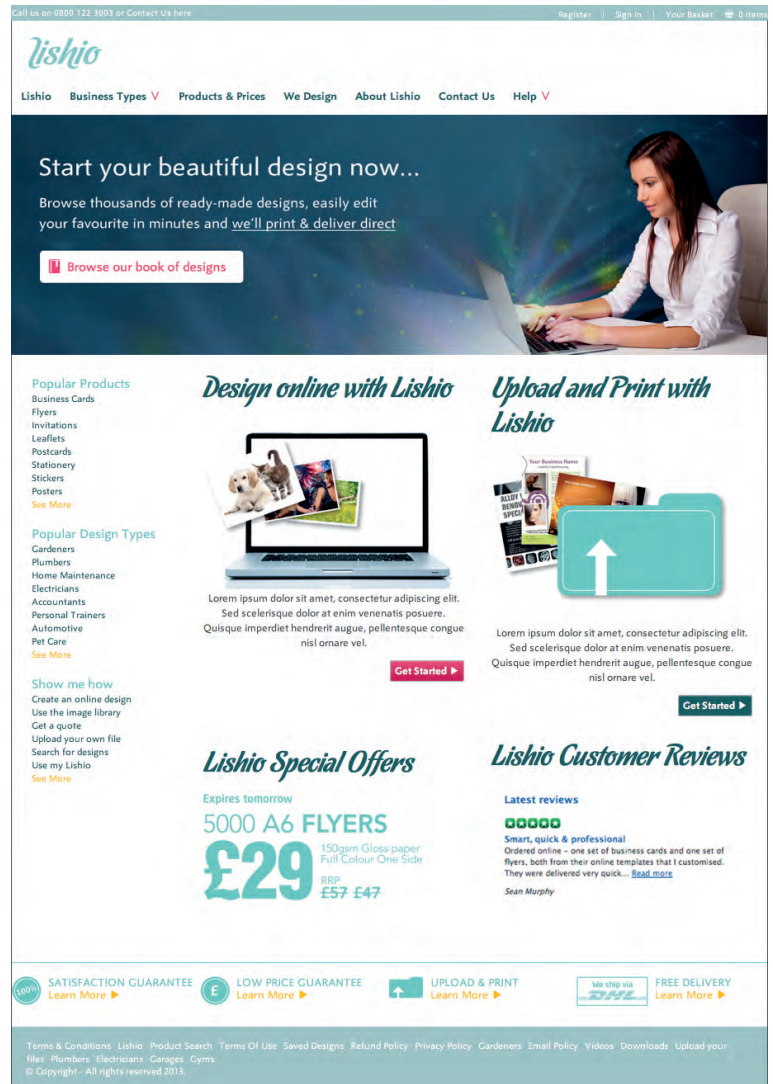 Call us on 0800 122 3003 or Contact Us here
Register | Sign In | Your Basket 0 items
lishio
Lishio Business Types V Products & Prices We Design About Lishio Contact Us Help V
Start your beautiful design now...
Browse thousands of ready-made designs, easily edit
your favourite in minutes and we'll print & deliver direct
Browse our book of designs
Popular Products
Business Cards
Flyers
Invitations
Leaflets
Postcards
Stationery
Stickers
Posters
See More
Popular Design Types
Gardeners
Plumbers
Home Maintenance
Electricians
Accountants
Personal Trainers
Automotive
Pet Care
See More
Show me how
Create an online design
Use the image library
Get a quote
Upload your own file
Search for designs
Use my Lishio
See More
Design online with Lishio
Lorem ipsum dolor sit amet, consectetur adipiscing elit.
Sed scelerisque dolor at enim venenatis posuere.
Quisque imperdiet hendrerit augue, pellentesque congue
nisl ornare vel.
Get Started
Upload and Print with
Lishio
Your Business Name
ALLOY
RENOV
SPECIAL
Lorem ipsum dolor sit amet, consectetur adipiscing elit.
Sed scelerisque dolor at enim venenatis posuere.
Quisque imperdiet hendrerit augue, pellentesque congue
nisl ornare vel.
Get Started
Lishio Special Offers
Expires tomorrow
5000 A6 FLYERS
£29
150gsm Gloss paper
Full Colour One Side
RRP
£57 £47
Lishio Customer Reviews
Latest reviews
Smart, quick & professional
Ordered online – one set of business cards and one set of
flyers, both from their online templates that I customised.
They were delivered very quick... Read more
Sean Murphy
100%
SATISFACTION GUARANTEE
Learn More
£
LOW PRICE GUARANTEE
Learn More
UPLOAD & PRINT
Learn More
We ship via
DHL
FREE DELIVERY
Learn More
Terms & Conditions Lishio Product Search Terms Of Use Saved Designs Refund Policy Privacy Policy Gardeners Email Policy Videos Downloads Upload your
files Plumbers Electricians Garages Gyms
© Copyright - All rights reserved 2013.